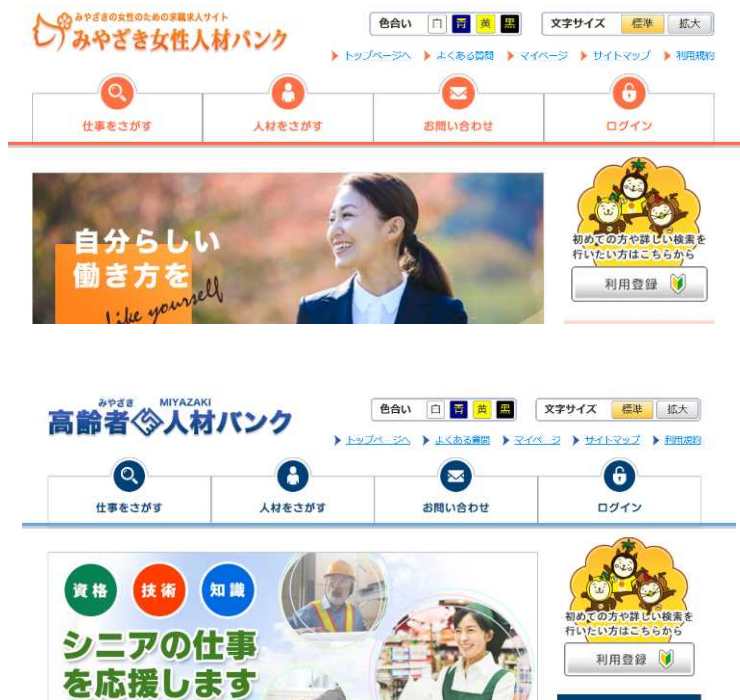 みやざきの女性のための求職求人サイト
みやざき女性人材バンク
色合い 白 青 黄 黒 文字サイズ 標準 拡大
トップページへ よくある質問 マイページ サイトマップ 利用規約
仕事をさがす 人材をさがす お問い合わせ ログイン
自分らしい
働き方を
Like yourself
初めての方や詳しい検索を
行いたい方はこちらから
利用登録
みやざき MIYAZAKI
高齢者人材バンク
色合い 白 青 黄 黒 文字サイズ 標準 拡大
トップページへ よくある質問 マイページ サイトマップ 利用規約
仕事をさがす 人材をさがす お問い合わせ ログイン
資格 技術 知識
シニアの仕事
を応援します
初めての方や詳しい検索を
行いたい方はこちらから
利用登録